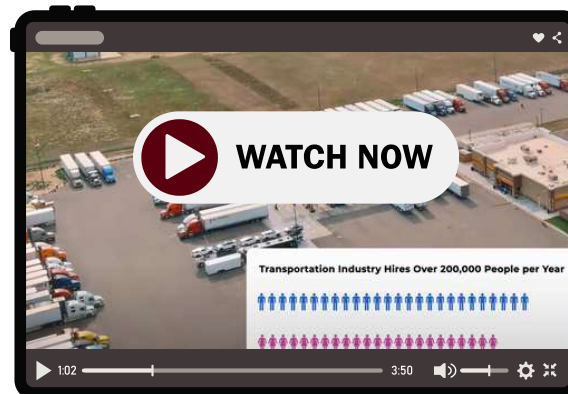 WATCH NOW
Transportation Industry Hires Over 200,000 People per Year
1:02
3:50